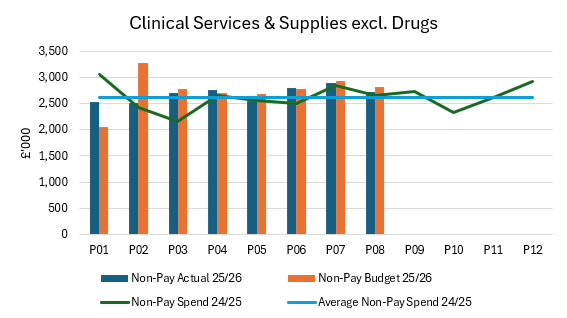 Clinical Services & Supplies excl. Drugs
3,500
3,000
2,500
2,000
1,500
1,000
500
0
£'000
P01 P02 P03 P04 P05 P06 P07 P08 P09 P10 P11 P12
Non-Pay Actual 25/26 Non-Pay Budget 25/26
Non-Pay Spend 24/25 Average Non-Pay Spend 24/25